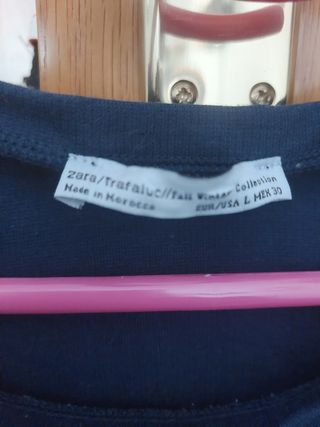 Zara/Trafaluc//Fall Winter Collection
Made in Morocco EUR/USA L MEX 30